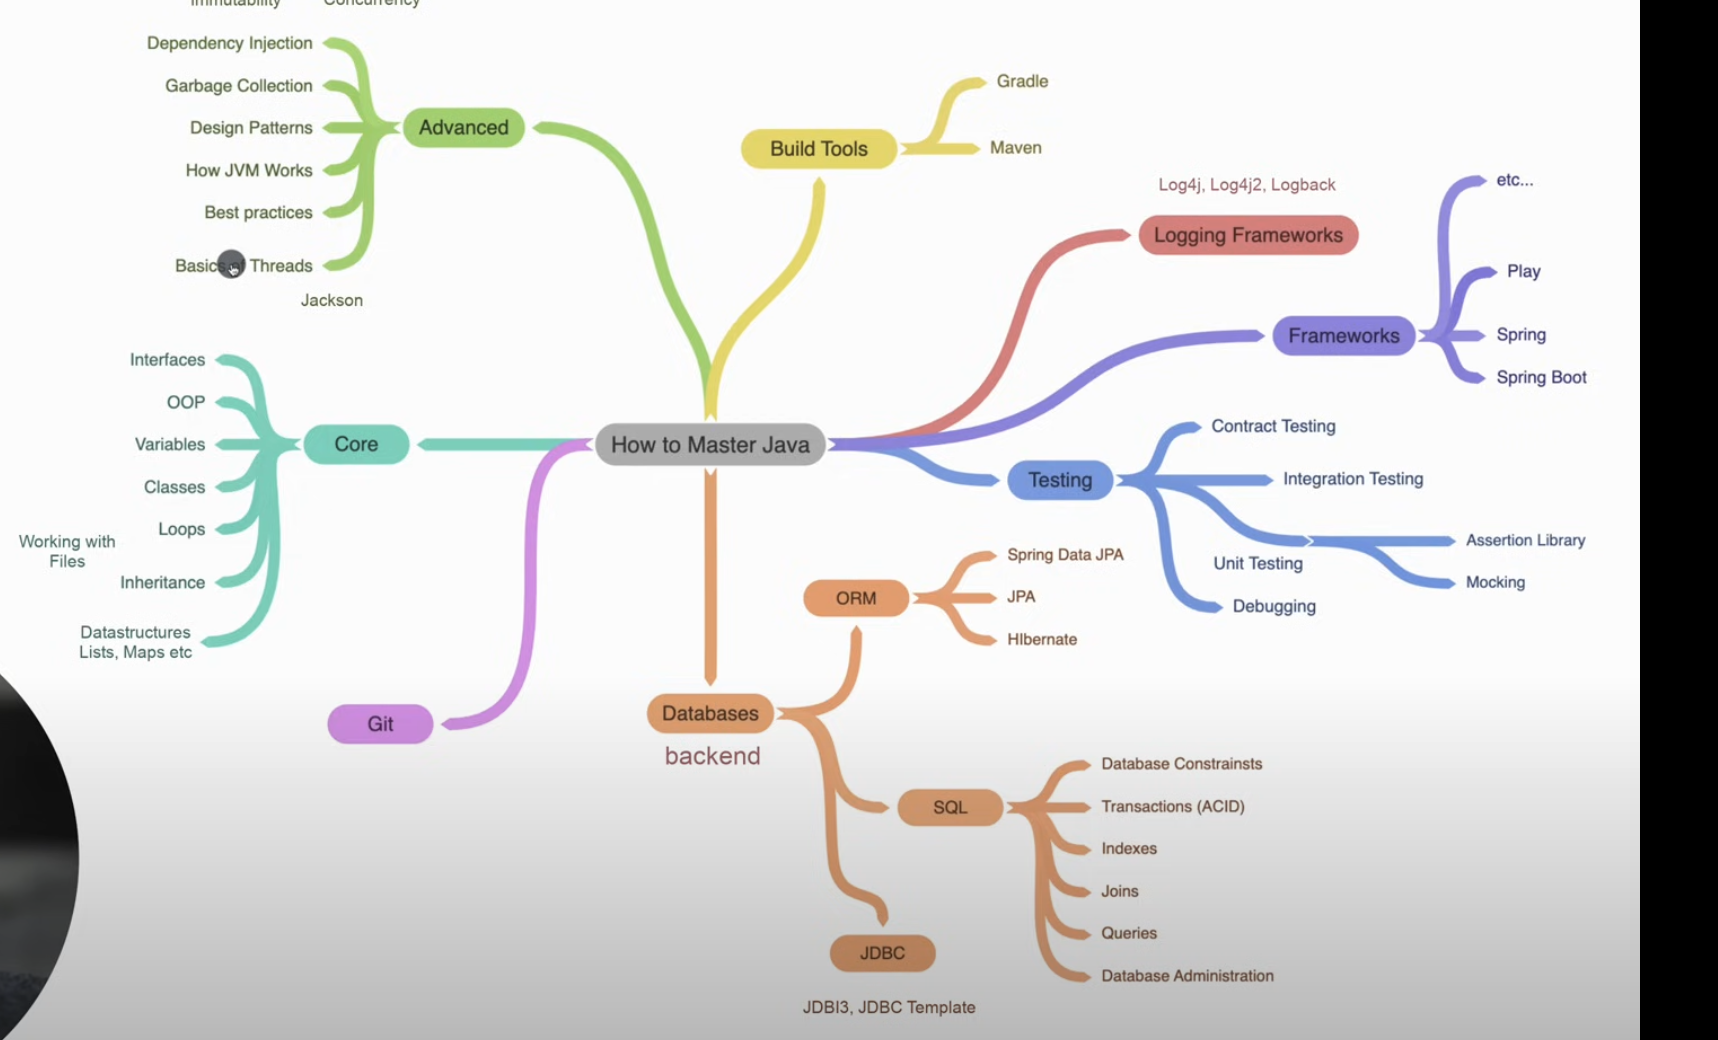 Immutability
Concurrency
Dependency Injection
Garbage Collection
Design Patterns
How JVM Works
Best practices
Basics of Threads
Jackson
Advanced
Build Tools
Gradle
Maven
Log4j, Log4j2, Logback
Logging Frameworks
Frameworks
etc...
Play
Spring
Spring Boot
How to Master Java
Core
Interfaces
OOP
Variables
Classes
Loops
Working with
Files
Inheritance
Datastructures
Lists, Maps etc
Git
Testing
Contract Testing
Integration Testing
Unit Testing
Assertion Library
Mocking
Debugging
Databases
backend
ORM
Spring Data JPA
JPA
HIbernate
SQL
Database Constrainsts
Transactions (ACID)
Indexes
Joins
Queries
Database Administration
JDBC
JDBI3, JDBC Template